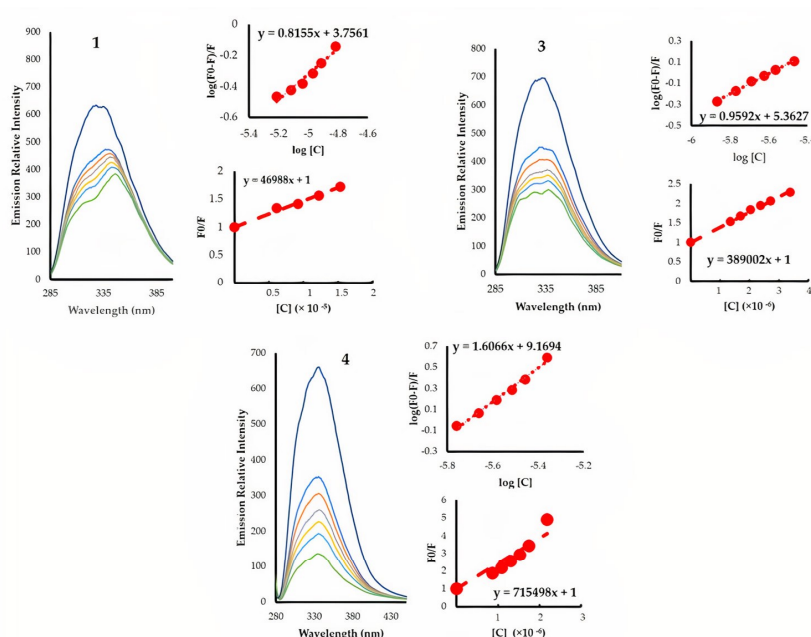 1
Emission Relative Intensity
900
800
700
600
500
400
300
200
100
0
285 335 385
Wavelength (nm)
y = 0.8155x + 3.7561
log(F0-F)/F
0
-0.2
-0.4
-0.6
-5.4 -5.2 -5 -4.8 -4.6
log [C]
y = 46988x + 1
F0/F
2
1.5
1
0.5
0
0.5 1 1.5 2
[C] (× 10 -5)
3
Emission Relative Intensity
800
700
600
500
400
300
200
100
0
285 335 385
Wavelength (nm)
log(F0-F)/F
0.3
0.1
-0.1
-0.3
-0.5
y = 0.9592x + 5.3627
-6 -5.8 -5.6 -5.4
log [C]
F0/F
2.5
2
1.5
1
0.5
0
y = 389002x + 1
0 1 2 3 4
[C] (×10 -6)
4
Emission Relative Intensity
700
600
500
400
300
200
100
0
280 330 380 430
Wavelength (nm)
y = 1.6066x + 9.1694
log(F0-F)/F
0.7
0.5
0.3
0.1
-0.1
-0.3
-5.8 -5.6 -5.4 -5.2
log [C]
F0/F
6
5
4
3
2
1
0
y = 715498x + 1
1 2 3
[C] (×10 -6)